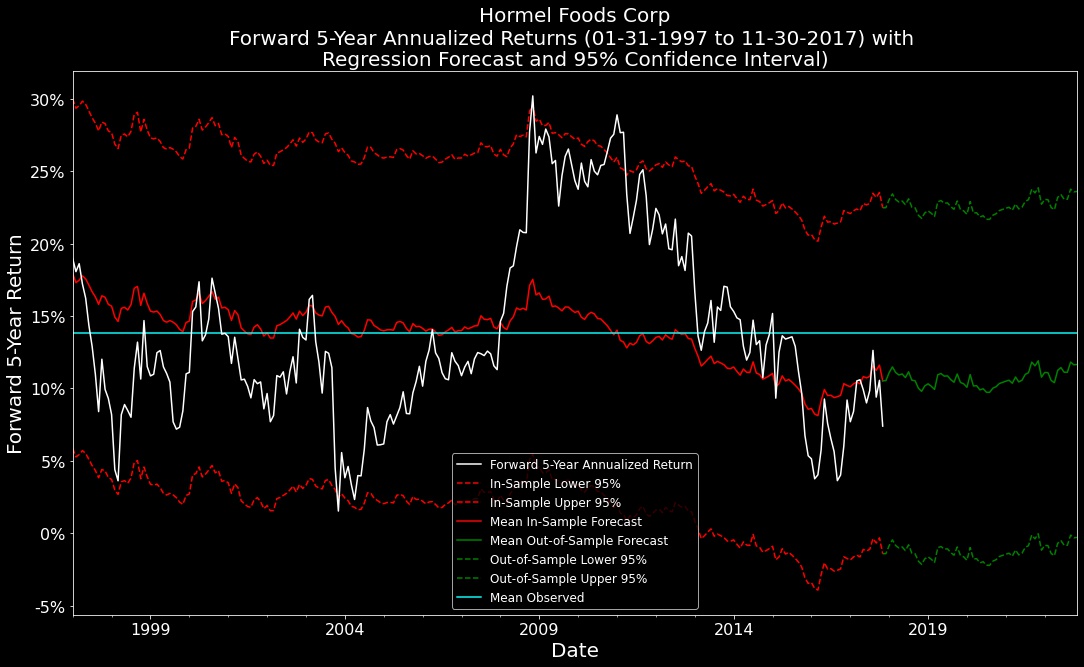 Hormel Foods Corp
Forward 5-Year Annualized Returns (01-31-1997 to 11-30-2017) with
Regression Forecast and 95% Confidence Interval)
Forward 5-Year Return
30%
25%
20%
15%
10%
5%
0%
-5%
Forward 5-Year Annualized Return
In-Sample Lower 95%
In-Sample Upper 95%
Mean In-Sample Forecast
Mean Out-of-Sample Forecast
Out-of-Sample Lower 95%
Out-of-Sample Upper 95%
Mean Observed
1999 2004 2009 2014 2019
Date